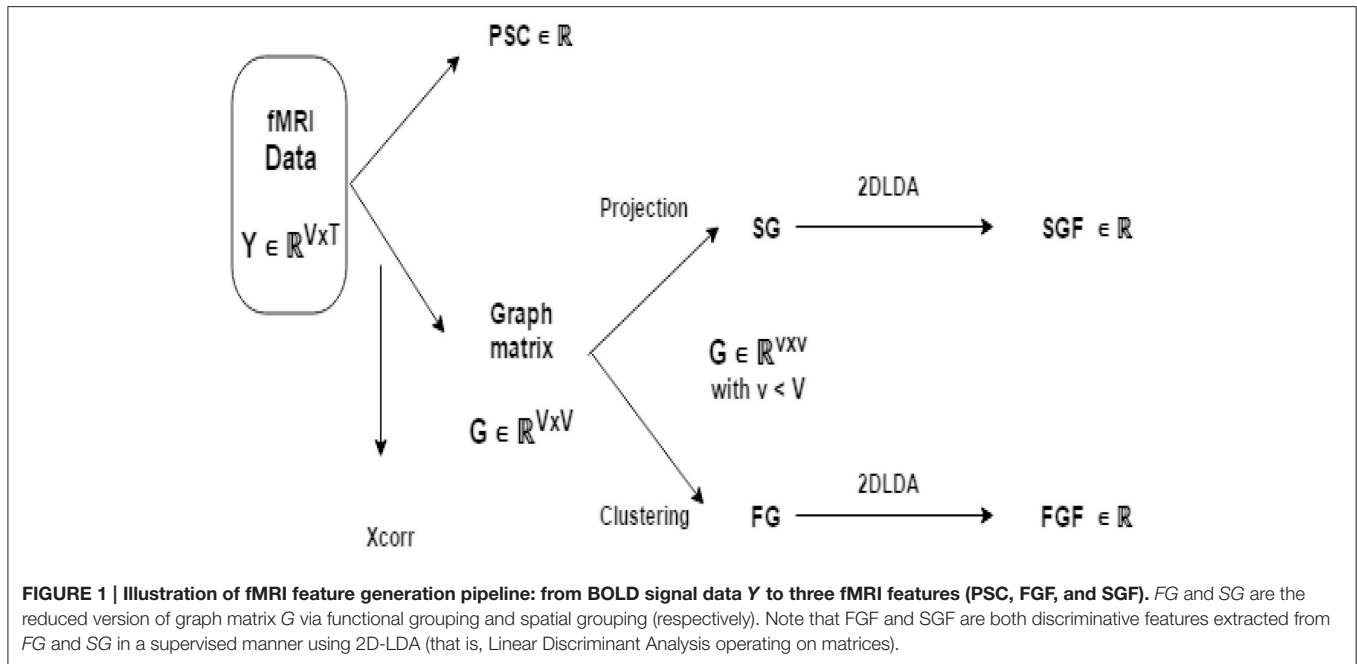 PSC ∈ ℝ
fMRI
Data
Y ∈ ℝVxT
Projection
SG
2DLDA
SGF ∈ ℝ
Graph
matrix
G ∈ ℝVxV
G ∈ ℝvxv
with v < V
Clustering
FG
2DLDA
FGF ∈ ℝ
Xcorr
FIGURE 1 | Illustration of fMRI feature generation pipeline: from BOLD signal data Y to three fMRI features (PSC, FGF, and SGF). FG and SG are the
reduced version of graph matrix G via functional grouping and spatial grouping (respectively). Note that FGF and SGF are both discriminative features extracted from
FG and SG in a supervised manner using 2D-LDA (that is, Linear Discriminant Analysis operating on matrices).